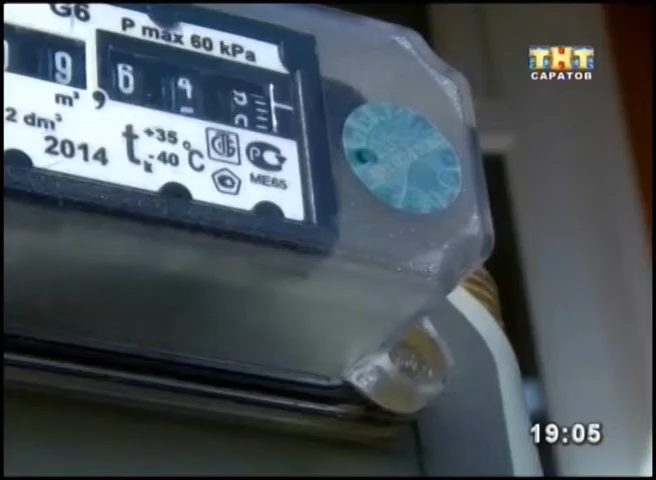 G6
P max 60 kPa
9
m³,
6 4
2 dm³
2014
t +35 °C
-40
ME65
ТНТ
САРАТОВ
19:05